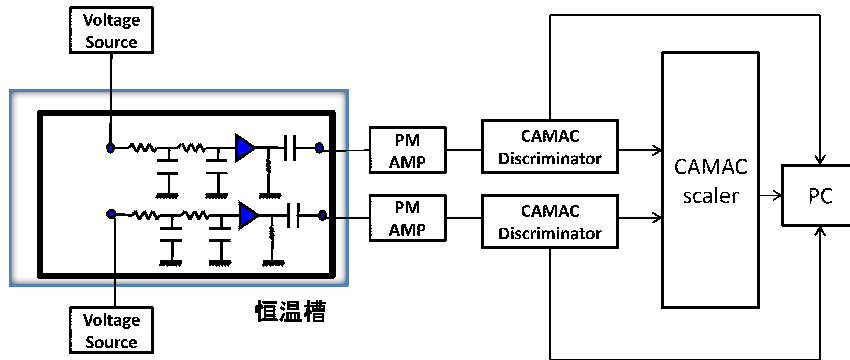 Voltage
Source
PM
AMP
CAMAC
Discriminator
CAMAC
scaler
PC
PM
AMP
CAMAC
Discriminator
恒温槽
Voltage
Source